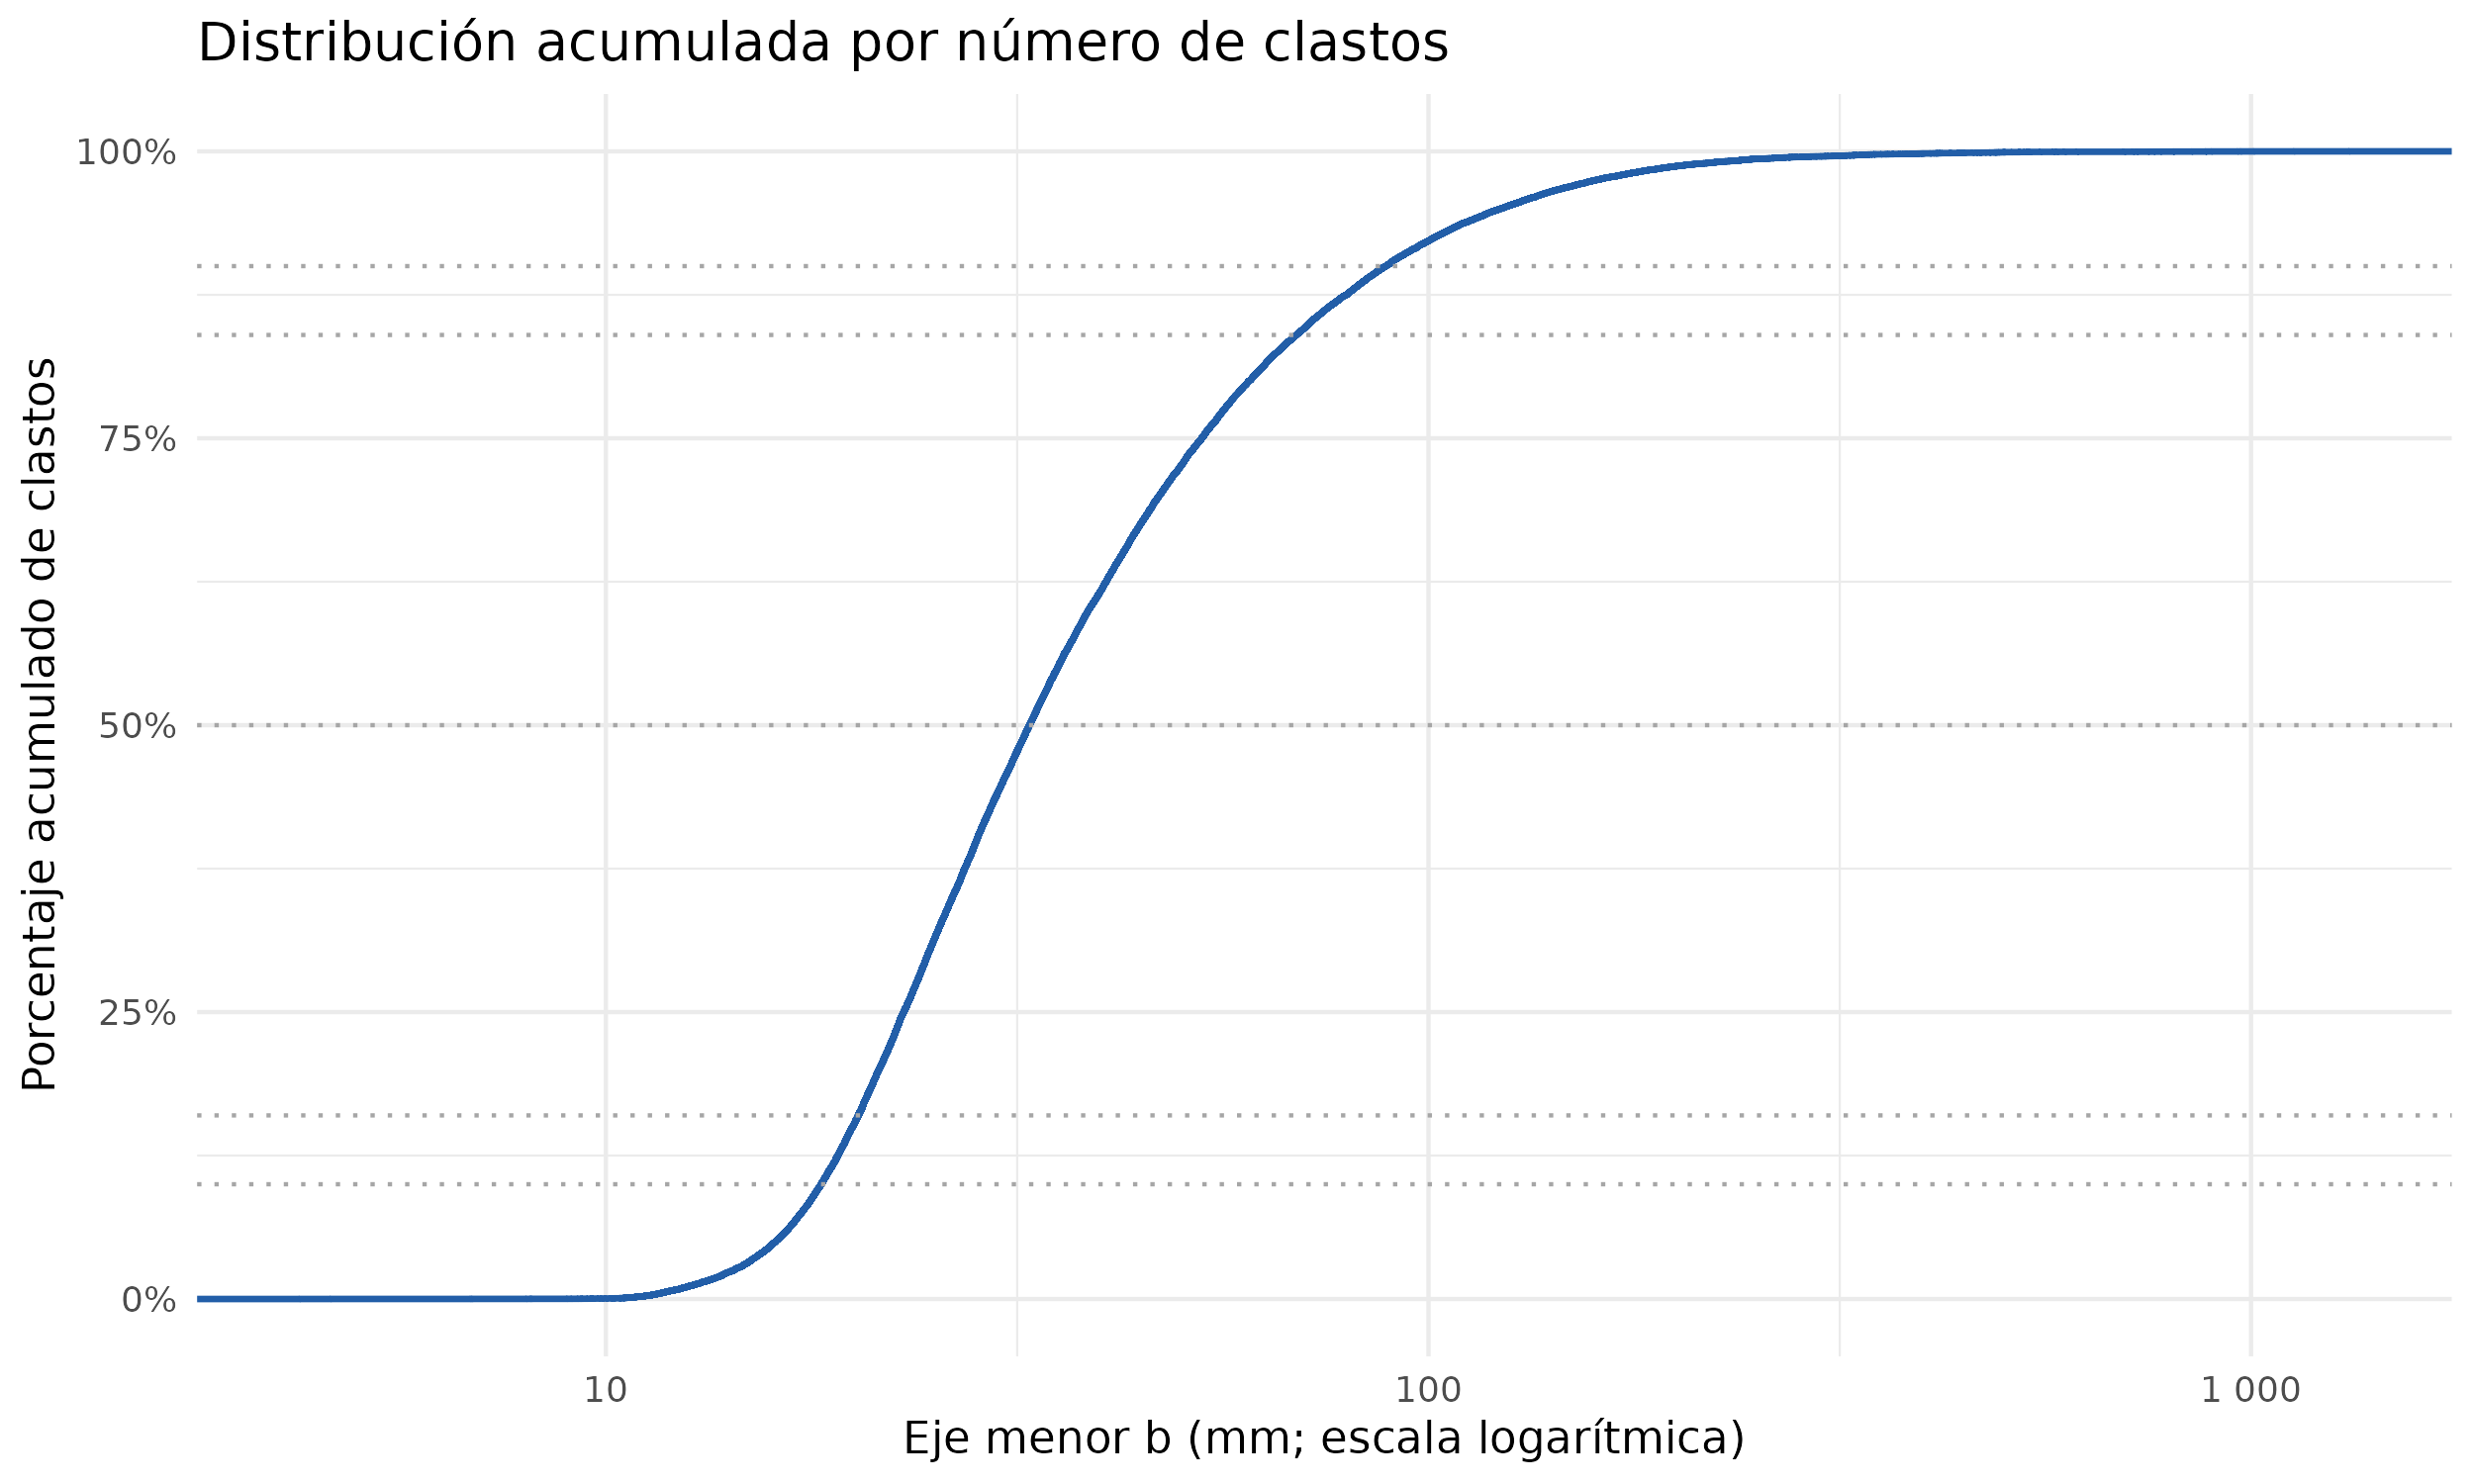 Distribución acumulada por número de clastos
Porcentaje acumulado de clastos
100%
75%
50%
25%
0%
10
100
1 000
Eje menor b (mm; escala logarítmica)